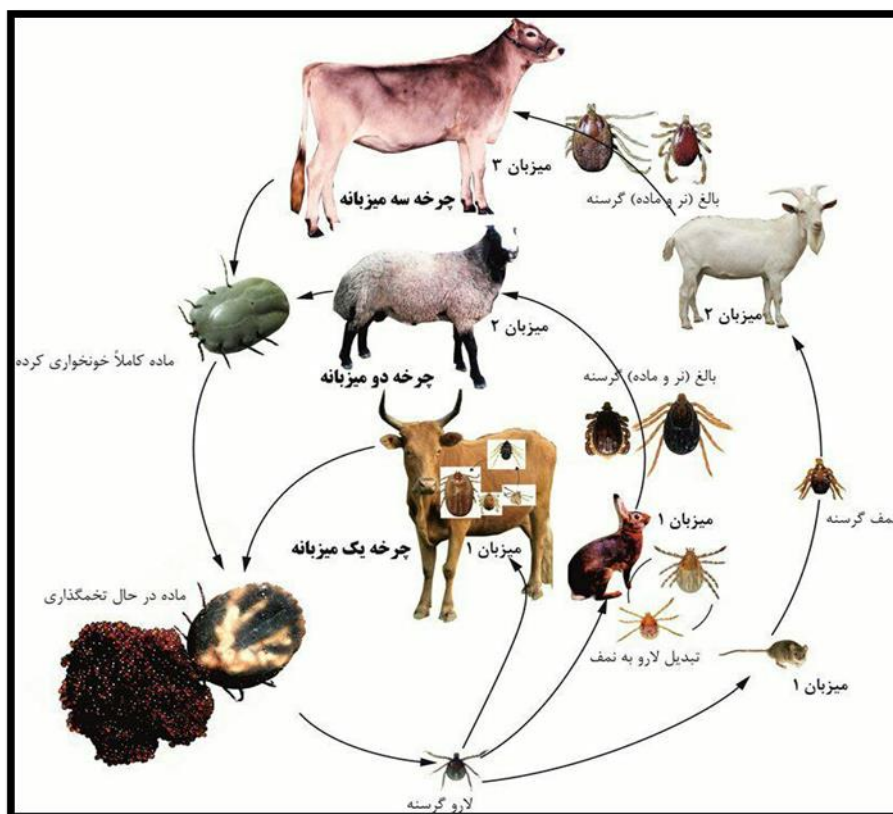 میزبان ۳
چرخه سه میزبانه
بالغ (نر و ماده) گرسنه
میزبان ۲
میزبان ۲
ماده کاملاً خونخواری کرده
چرخه دو میزبانه
بالغ (نر و ماده) گرسنه
میزبان ۱
نمف گرسنه
چرخه یک میزبانه
میزبان ۱
ماده در حال تخمگذاری
تبدیل لارو به نمف
میزبان ۱
لارو گرسنه